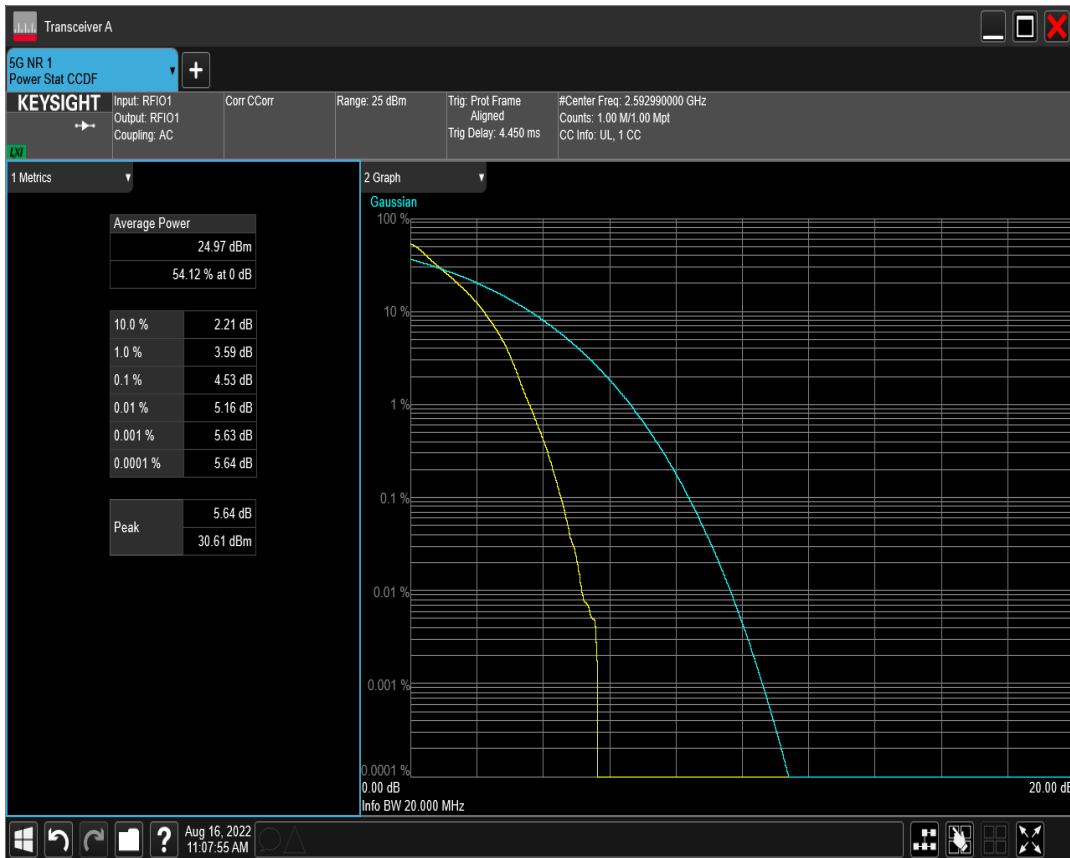 Transceiver A
5G NR 1
Power Stat CCDF
+
KEYSIGHT
LXI
Input: RFIO1
Output: RFIO1
Coupling: AC
Corr CCorr
Range: 25 dBm
Trig: Prot Frame
Aligned
Trig Delay: 4.450 ms
#Center Freq: 2.592990000 GHz
Counts: 1.00 M/1.00 Mpt
CC Info: UL, 1 CC
1 Metrics
Average Power
24.97 dBm
54.12 % at 0 dB
10.0 % 2.21 dB
1.0 % 3.59 dB
0.1 % 4.53 dB
0.01 % 5.16 dB
0.001 % 5.63 dB
0.0001 % 5.64 dB
Peak 5.64 dB
30.61 dBm
2 Graph
Gaussian
100 %
10 %
1 %
0.1 %
0.01 %
0.001 %
0.0001 %
0.00 dB 20.00 dB
Info BW 20.000 MHz
? Aug 16, 2022
11:07:55 AM